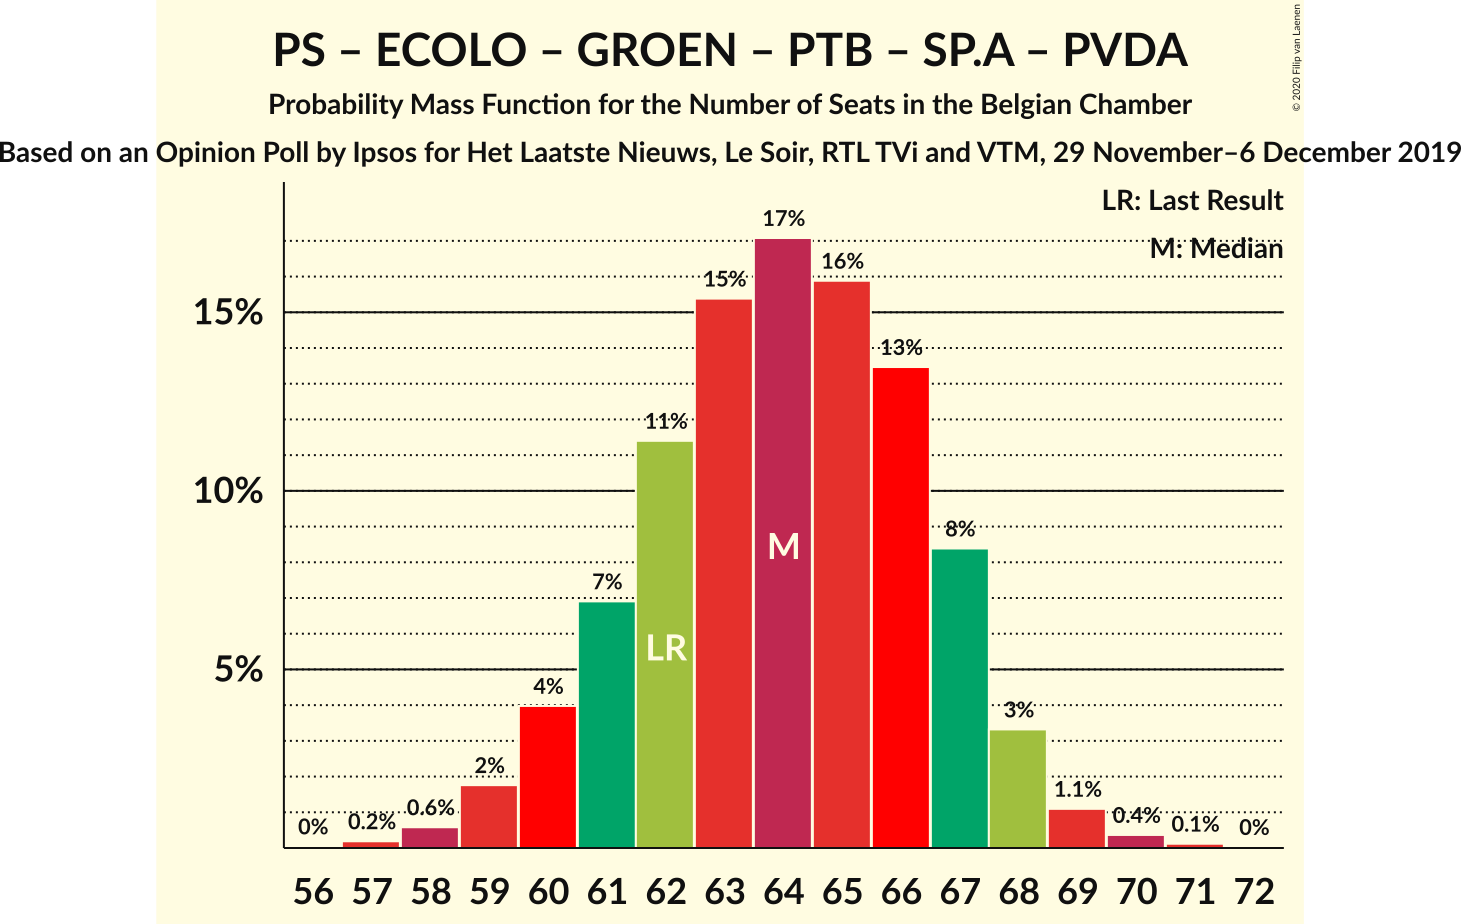 PS – ECOLO – GROEN – PTB – SP.A – PVDA
Probability Mass Function for the Number of Seats in the Belgian Chamber
Based on an Opinion Poll by Ipsos for Het Laatste Nieuws, Le Soir, RTL TVi and VTM, 29 November–6 December 2019
© 2020 Filip van Laenen
LR: Last Result
M: Median
15%
10%
5%
0% 0.2% 0.6% 2% 4% 7% 11% 15% 17% 16% 13% 8% 3% 1.1% 0.4% 0.1% 0%
LR
M
56 57 58 59 60 61 62 63 64 65 66 67 68 69 70 71 72